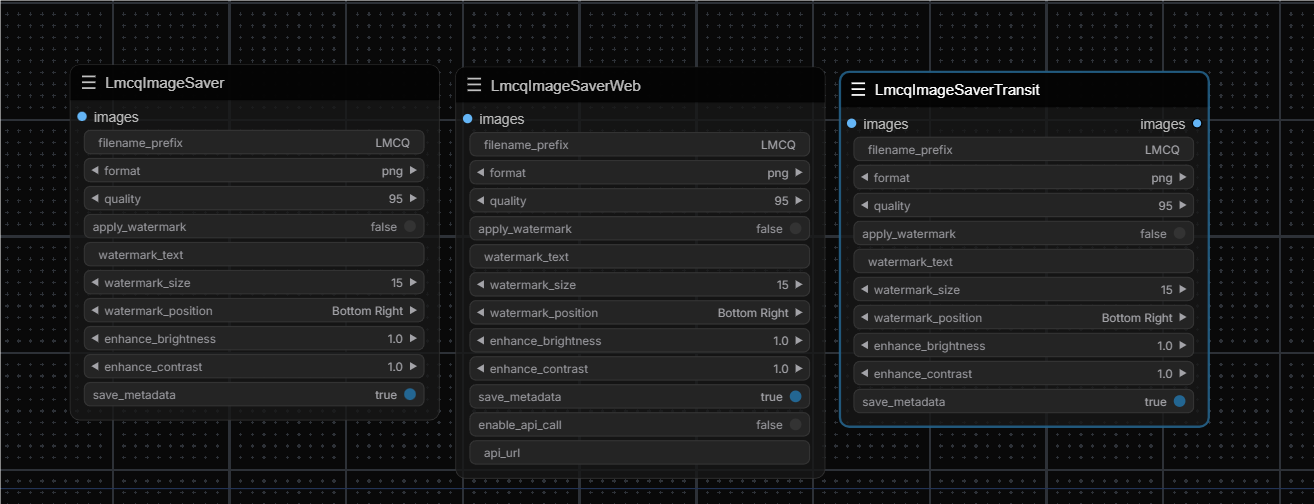 LmcqImageSaver
images
filename_prefix LMCQ
format png
quality 95
apply_watermark false
watermark_text
watermark_size 15
watermark_position Bottom Right
enhance_brightness 1.0
enhance_contrast 1.0
save_metadata true
LmcqImageSaverWeb
images
filename_prefix LMCQ
format png
quality 95
apply_watermark false
watermark_text
watermark_size 15
watermark_position Bottom Right
enhance_brightness 1.0
enhance_contrast 1.0
save_metadata true
enable_api_call false
api_url
LmcqImageSaverTransit
images images
filename_prefix LMCQ
format png
quality 95
apply_watermark false
watermark_text
watermark_size 15
watermark_position Bottom Right
enhance_brightness 1.0
enhance_contrast 1.0
save_metadata true